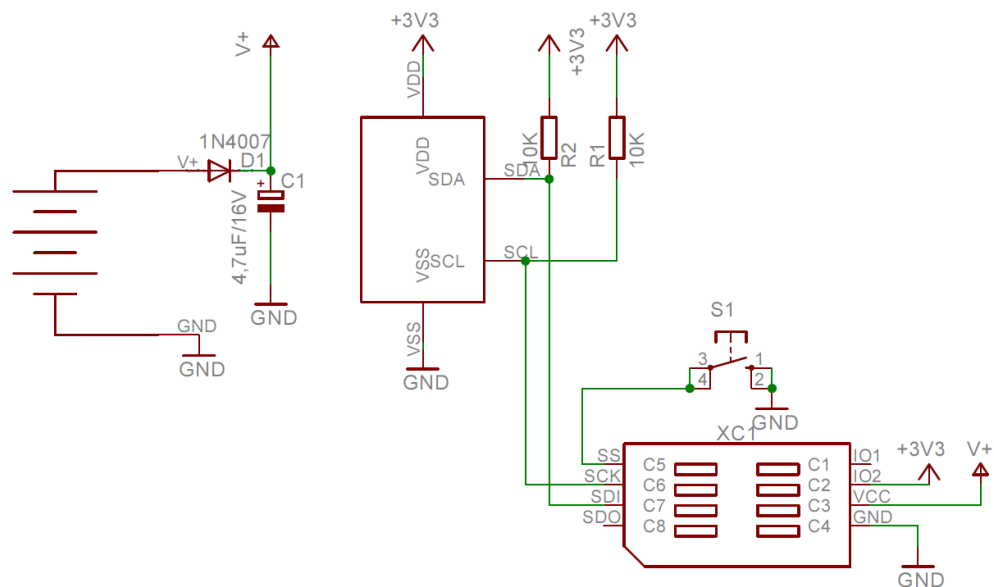 V+
+3V3
+3V3
+3V3
VDD
1N4007
D1
V+
C1
+
4,7uF/16V
GND
GND
GND
VDD
SDA
SDA
VSS
SCL
SCL
VSS
GND
10K
R2
R1
10K
S1
3
1
4
2
GND
XC1
SS
C5
C1
IO1
SCK
C6
C2
IO2
SDI
C7
C3
VCC
SDO
C8
C4
GND
+3V3
V+
GND